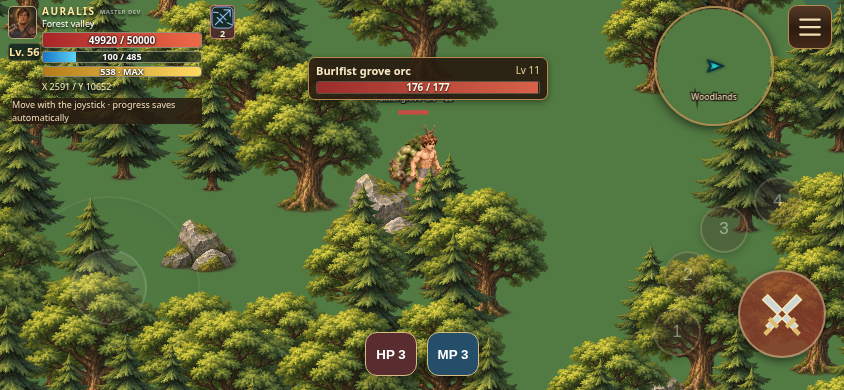 AURALIS MASTER DEV
Forest valley
Lv. 56
49920 / 50000
100 / 485
538 · MAX
X 2591 / Y 10652
Move with the joystick · progress saves
automatically
2
Burlfist grove orc
Lv 11
176 / 177
Woodlands
4
3
2
1
HP 3
MP 3